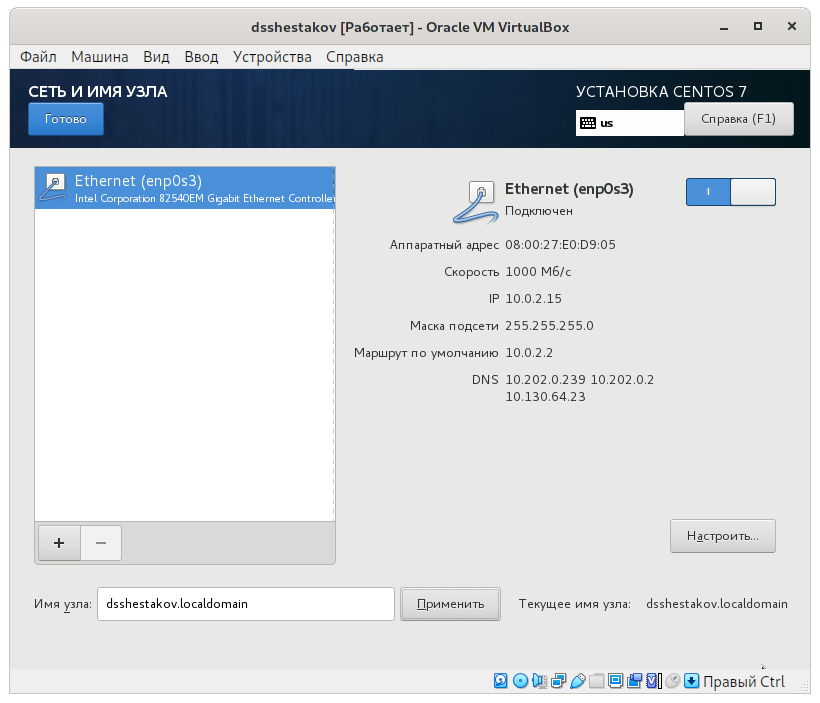 dsshestakov [Работает] - Oracle VM VirtualBox
Файл Машина Вид Ввод Устройства Справка
СЕТЬ И ИМЯ УЗЛА
Готово
УСТАНОВКА CENTOS 7
us
Справка (F1)
Ethernet (enp0s3)
Intel Corporation 82540EM Gigabit Ethernet Controller
Ethernet (enp0s3)
Подключен
Аппаратный адрес 08:00:27:E0:D9:05
Скорость 1000 Мб/с
IP 10.0.2.15
Маска подсети 255.255.255.0
Маршрут по умолчанию 10.0.2.2
DNS 10.202.0.239 10.202.0.2
10.130.64.23
Настроить...
Имя узла: dsshestakov.localdomain Применить Текущее имя узла: dsshestakov.localdomain
Правый Ctrl